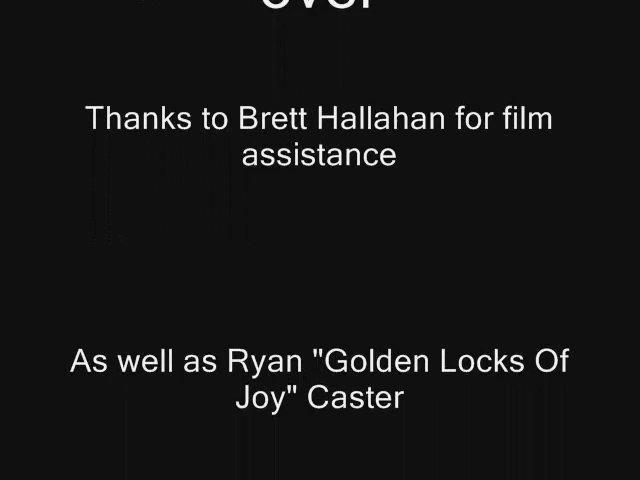 Thanks to Brett Hallahan for film
assistance
As well as Ryan "Golden Locks Of
Joy" Caster